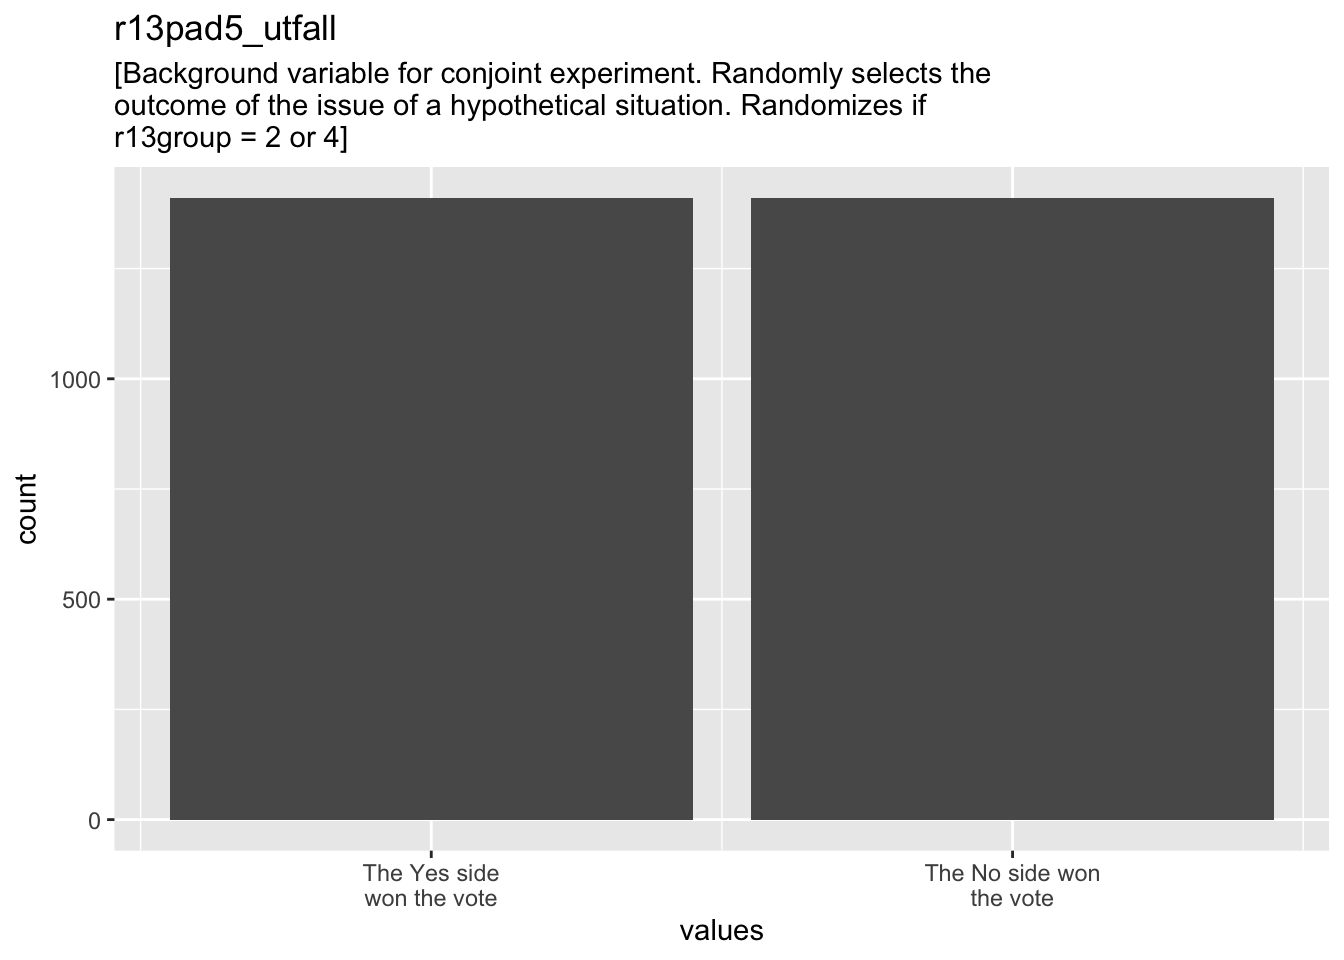 r13pad5_utfall
[Background variable for conjoint experiment. Randomly selects the
outcome of the issue of a hypothetical situation. Randomizes if
r13group = 2 or 4]
1000
500
0
count
The Yes side
won the vote
The No side won
the vote
values